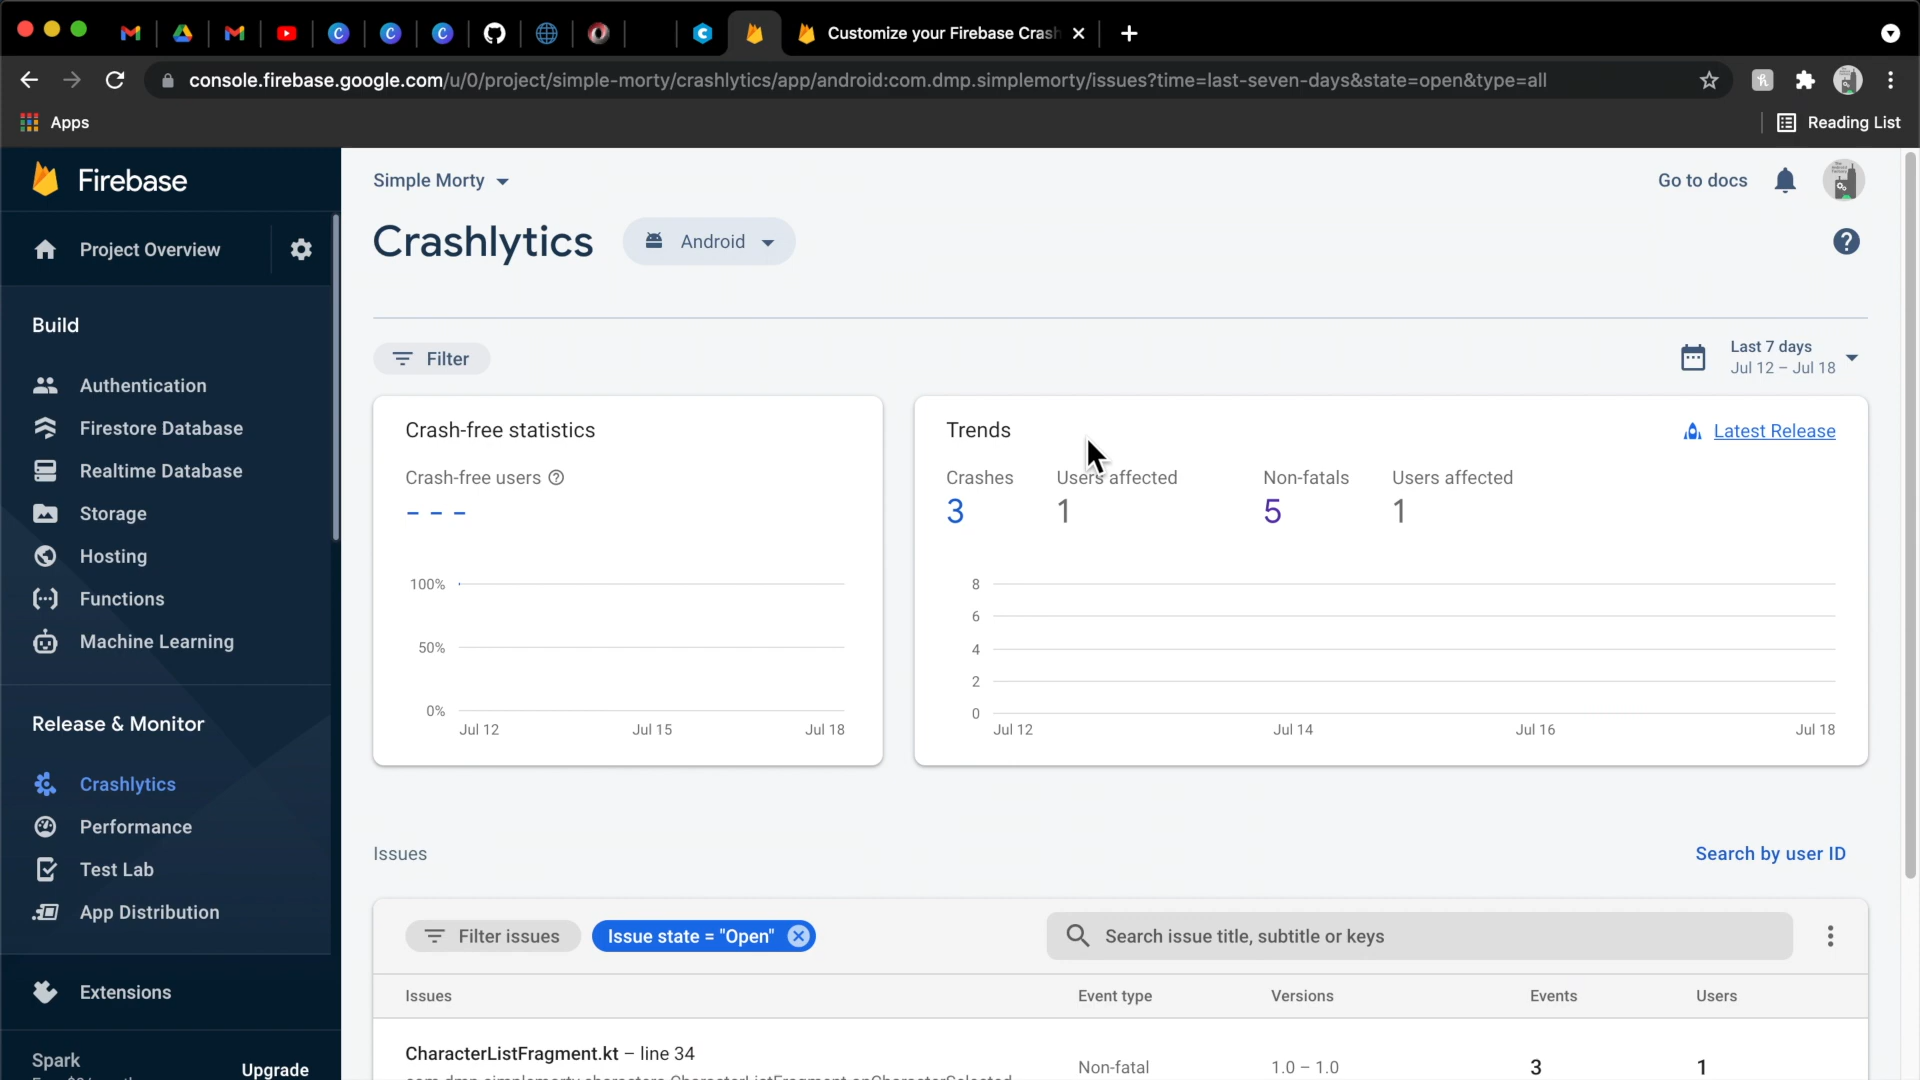 Customize your Firebase Crash
console.firebase.google.com/u/0/project/simple-morty/crashlytics/app/android:com.dmp.simplemorty/issues?time=last-seven-days&state=open&type=all
Apps
Reading List
Firebase
Project Overview
Build
Authentication
Firestore Database
Realtime Database
Storage
Hosting
Functions
Machine Learning
Release & Monitor
Crashlytics
Performance
Test Lab
App Distribution
Extensions
Spark
Upgrade
Simple Morty
Go to docs
Crashlytics
Android
Filter
Last 7 days
Jul 12 – Jul 18
Crash-free statistics
Crash-free users
---
100%
50%
0%
Jul 12 Jul 15 Jul 18
Trends
Latest Release
Crashes Users affected Non-fatals Users affected
3 1 5 1
8
6
4
2
0
Jul 12 Jul 14 Jul 16 Jul 18
Issues
Search by user ID
Filter issues
Issue state = "Open"
Search issue title, subtitle or keys
Issues Event type Versions Events Users
CharacterListFragment.kt – line 34
Non-fatal 1.0 – 1.0 3 1